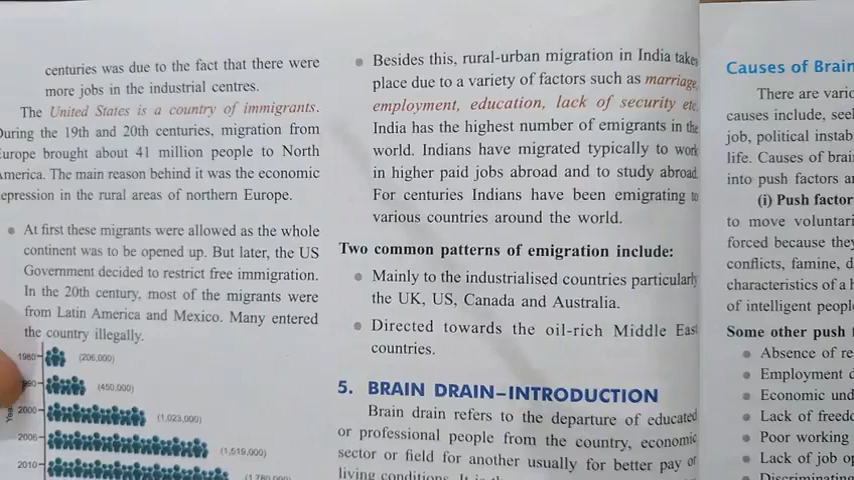 centuries was due to the fact that there were
more jobs in the industrial centres.
The United States is a country of immigrants.
During the 19th and 20th centuries, migration from
Europe brought about 41 million people to North
America. The main reason behind it was the economic
depression in the rural areas of northern Europe.
• At first these migrants were allowed as the whole
continent was to be opened up. But later, the US
Government decided to restrict free immigration.
In the 20th century, most of the migrants were
from Latin America and Mexico. Many entered
the country illegally.
1980 (206,000)
(450,000)
2000 (1,023,000)
2006 (1,519,000)
2010 (1,780,000)
• Besides this, rural-urban migration in India takes
place due to a variety of factors such as marriage,
employment, education, lack of security etc.
India has the highest number of emigrants in the
world. Indians have migrated typically to work
in higher paid jobs abroad and to study abroad.
For centuries Indians have been emigrating to
various countries around the world.
Two common patterns of emigration include:
• Mainly to the industrialised countries particularly
the UK, US, Canada and Australia.
• Directed towards the oil-rich Middle East
countries.
5. BRAIN DRAIN–INTRODUCTION
Brain drain refers to the departure of educated
or professional people from the country, economic
sector or field for another usually for better pay or
living conditions. It is the
Causes of Brain
There are
causes include,
job, political
life. Causes of
into push factors
(i) Push factor
to move
forced because they
conflicts, famine,
characteristics of a
of intelligent
Some other push
• Absence of
• Employment
• Economic
• Lack of
• Poor working
• Lack of job